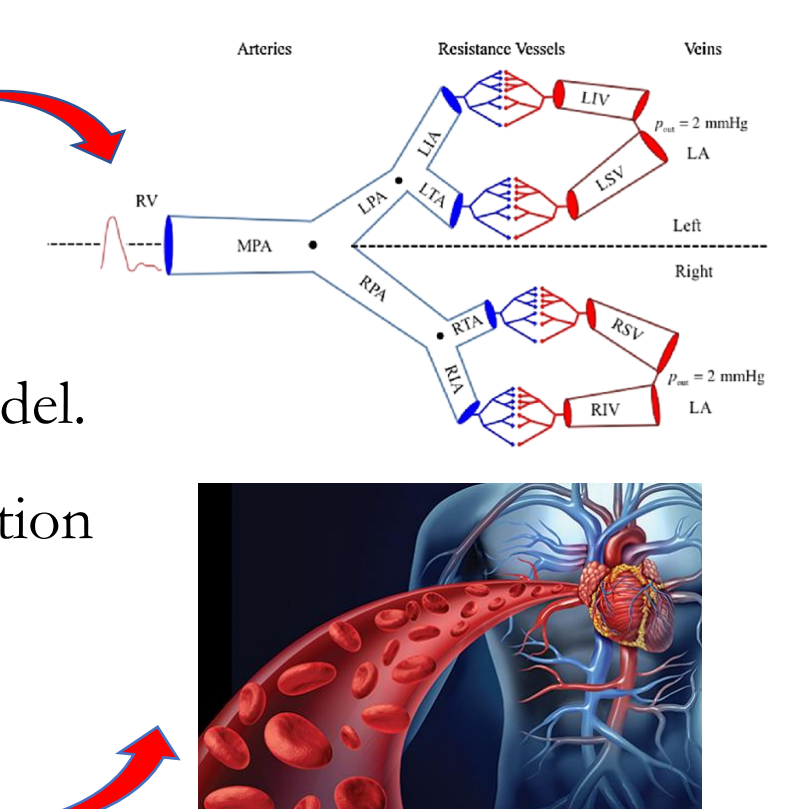 Arteries Resistance Vessels Veins
LIV
p_out = 2 mmHg
LIA
LA
LSV
RV
LPA
LTA
Left
MPA
Right
RPA
RTA
RSV
RIA
p_out = 2 mmHg
RIV
LA
del.
tion